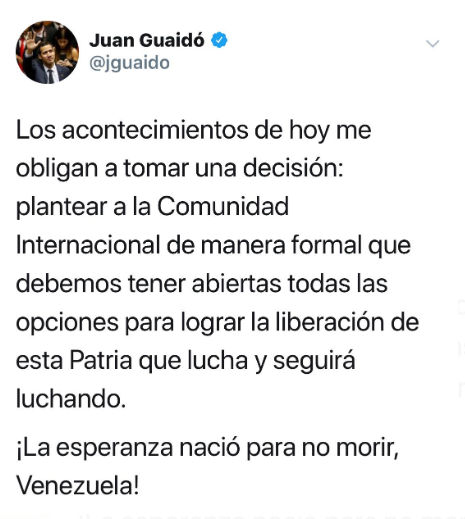 Juan Guaidó
@jguaido
Los acontecimientos de hoy me
obligan a tomar una decisión:
plantear a la Comunidad
Internacional de manera formal que
debemos tener abiertas todas las
opciones para lograr la liberación de
esta Patria que lucha y seguirá
luchando.
¡La esperanza nació para no morir,
Venezuela!